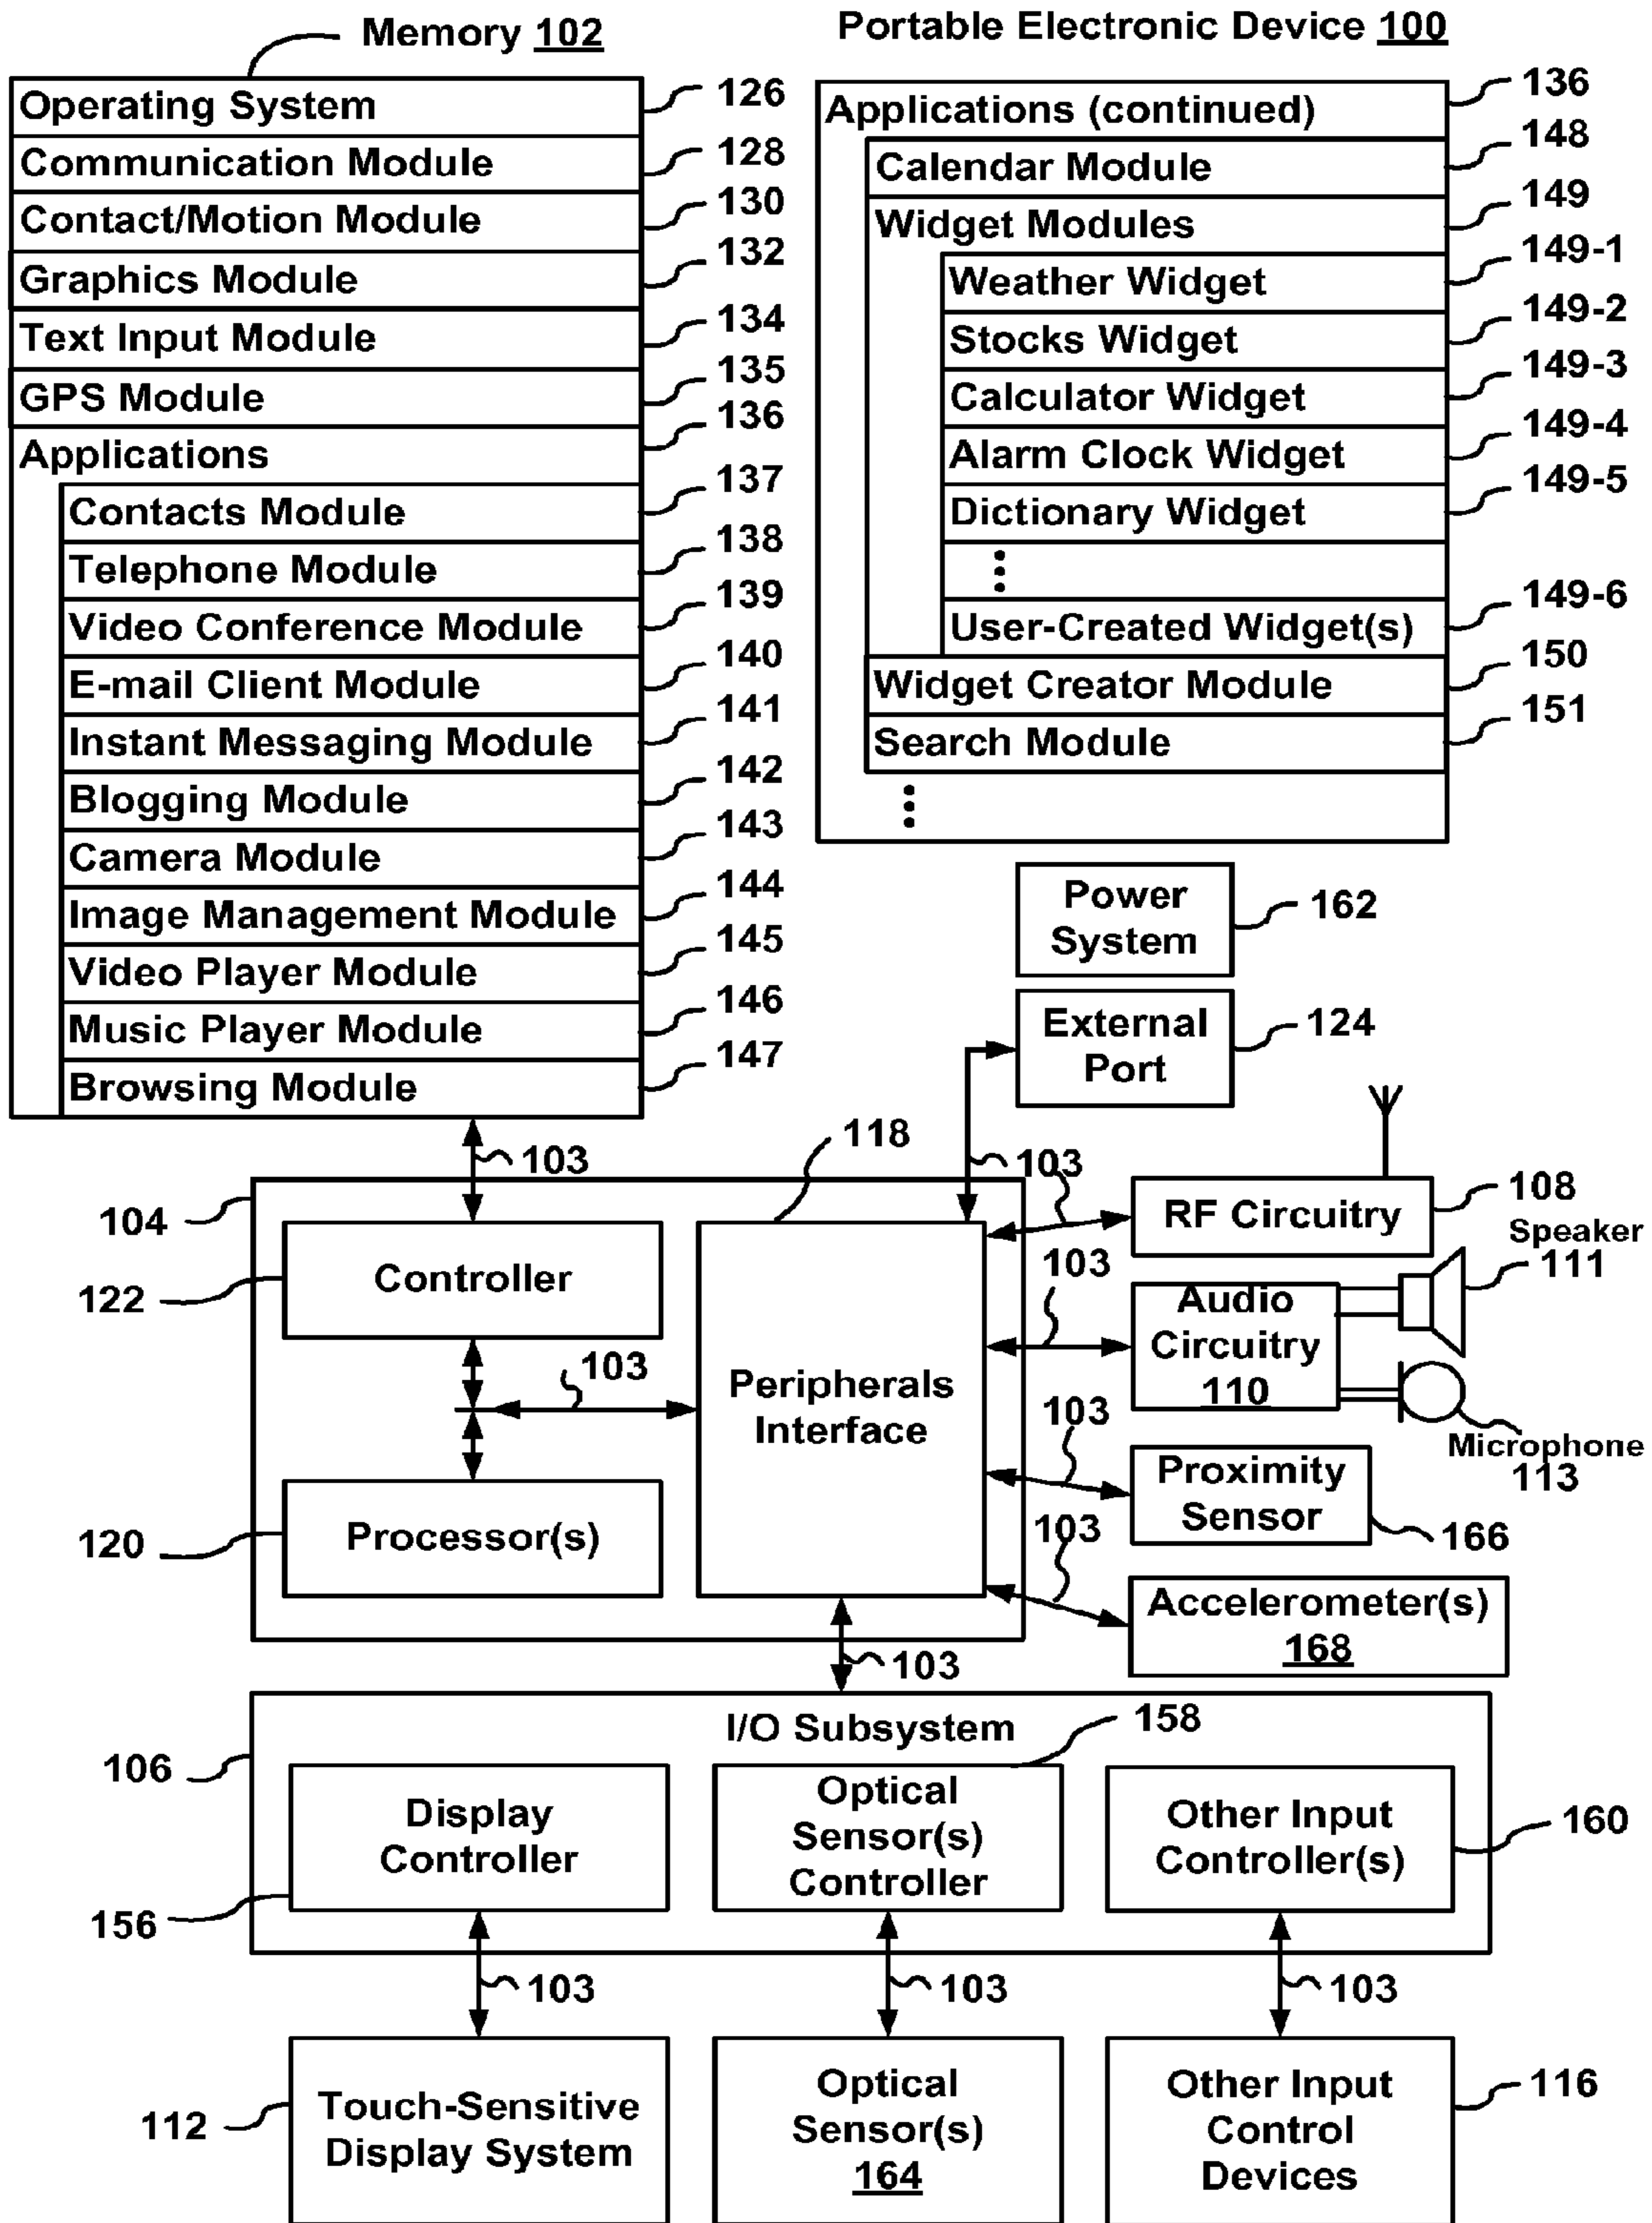 Memory 102
Operating System 126
Communication Module 128
Contact/Motion Module 130
Graphics Module 132
Text Input Module 134
GPS Module 135
Applications 136
Contacts Module 137
Telephone Module 138
Video Conference Module 139
E-mail Client Module 140
Instant Messaging Module 141
Blogging Module 142
Camera Module 143
Image Management Module 144
Video Player Module 145
Music Player Module 146
Browsing Module 147
Portable Electronic Device 100
Applications (continued) 136
Calendar Module 148
Widget Modules 149
Weather Widget 149-1
Stocks Widget 149-2
Calculator Widget 149-3
Alarm Clock Widget 149-4
Dictionary Widget 149-5
User-Created Widget(s) 149-6
Widget Creator Module 150
Search Module 151
Power
System
162
External
Port
124
103
118
103
104
Controller
122
103
Processor(s)
120
Peripherals
Interface
RF Circuitry
108
103
Speaker
111
Audio
Circuitry
110
103
Microphone
113
Proximity
Sensor
166
103
Accelerometer(s)
168
103
I/O Subsystem
106
Display
Controller
156
Optical
Sensor(s)
Controller
158
Other Input
Controller(s)
160
103
103
103
Touch-Sensitive
Display System
112
Optical
Sensor(s)
164
Other Input
Control
Devices
116